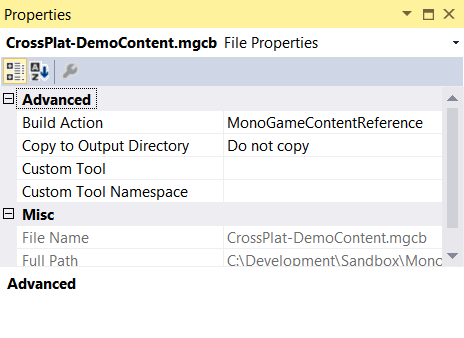 Properties
CrossPlat-DemoContent.mgcb File Properties
Advanced
Build Action MonoGameContentReference
Copy to Output Directory Do not copy
Custom Tool
Custom Tool Namespace
Misc
File Name CrossPlat-DemoContent.mgcb
Full Path C:\Development\Sandbox\Mono
Advanced